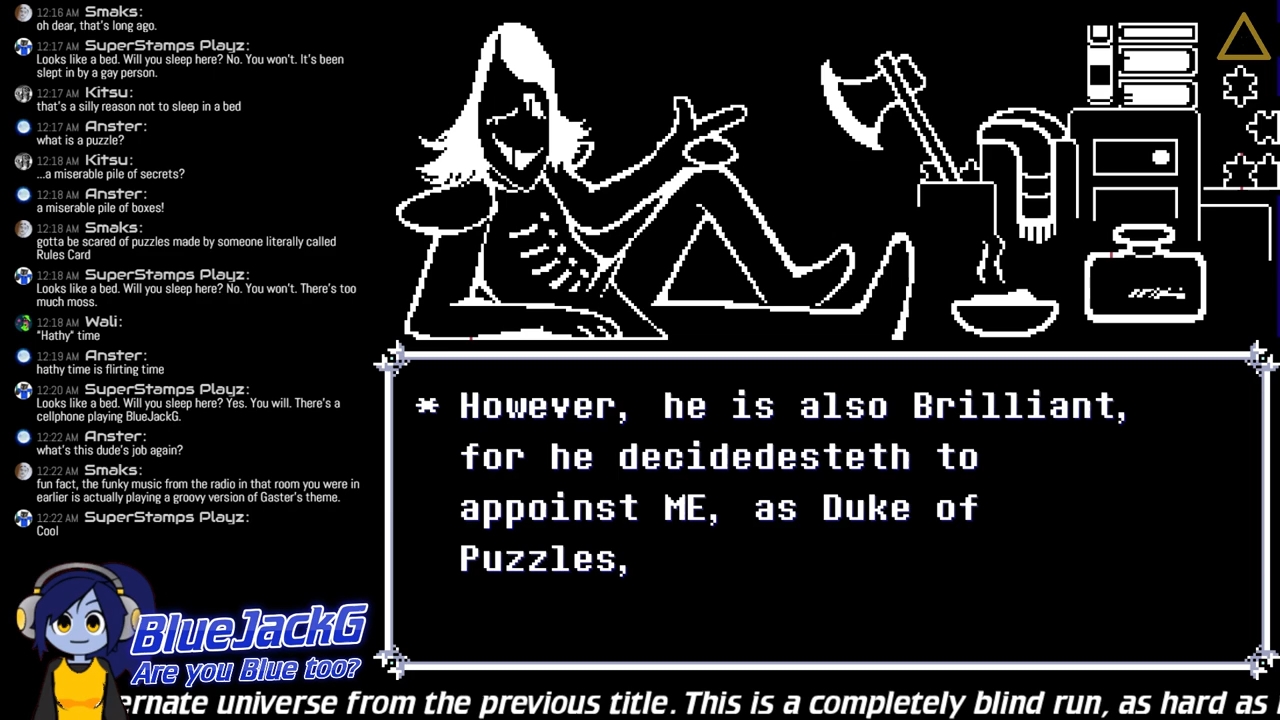 12:16 AM Smaks:
oh dear, that's long ago.
12:17 AM SuperStamps Playz:
Looks like a bed. Will you sleep here? No. You won't. It's been
slept in by a gay person.
12:17 AM Kitsu:
that's a silly reason not to sleep in a bed
12:17 AM Anster:
what is a puzzle?
12:18 AM Kitsu:
...a miserable pile of secrets?
12:18 AM Anster:
a miserable pile of boxes!
12:18 AM Smaks:
gotta be scared of puzzles made by someone literally called
Rules Card
12:18 AM SuperStamps Playz:
Looks like a bed. Will you sleep here? No. You won't. There's too
much moss.
12:18 AM Wali:
"Hathy" time
12:19 AM Anster:
hathy time is flirting time
12:20 AM SuperStamps Playz:
Looks like a bed. Will you sleep here? Yes. You will. There's a
cellphone playing BlueJackG.
12:22 AM Anster:
what's this dude's job again?
12:22 AM Smaks:
fun fact, the funky music from the radio in that room you were in
earlier is actually playing a groovy version of Gaster's theme.
12:22 AM SuperStamps Playz:
Cool
* However, he is also Brilliant,
for he decidedesteth to
appoinst ME, as Duke of
Puzzles,
BlueJackG
Are you Blue too?
ernate universe from the previous title. This is a completely blind run, as hard as